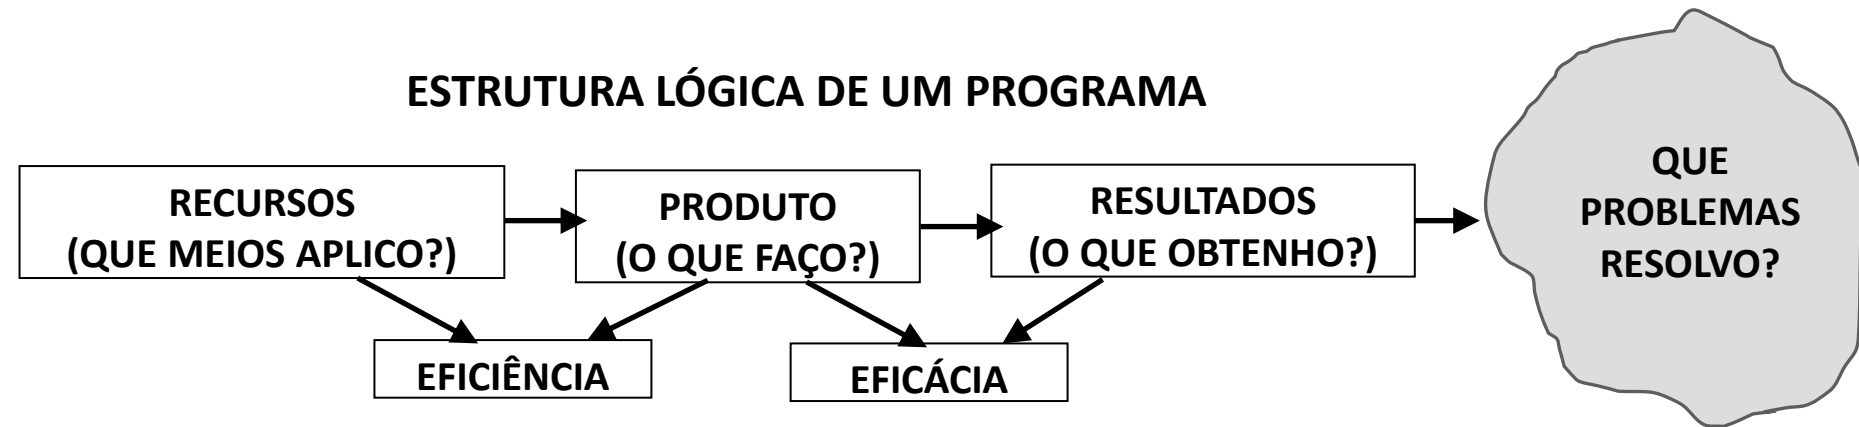 ESTRUTURA LÓGICA DE UM PROGRAMA
RECURSOS
(QUE MEIOS APLICO?)
PRODUTO
(O QUE FAÇO?)
RESULTADOS
(O QUE OBTENHO?)
QUE
PROBLEMAS
RESOLVO?
EFICIÊNCIA
EFICÁCIA